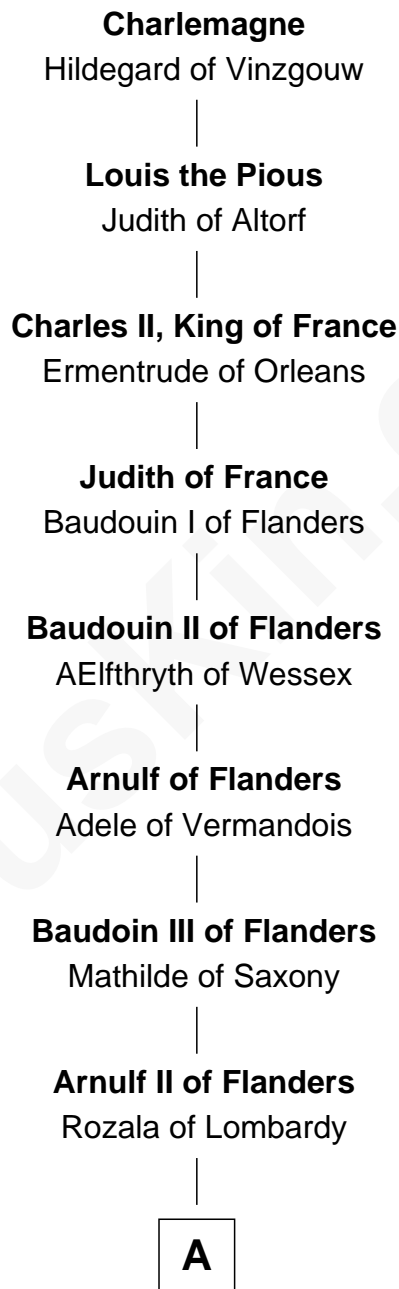 Charlemagne
Hildegard of Vinzgouw
Louis the Pious
Judith of Altorf
Charles II, King of France
Ermentrude of Orleans
Judith of France
Baudouin I of Flanders
Baudouin II of Flanders
AElfthryth of Wessex
Arnulf of Flanders
Adele of Vermandois
Baudoin III of Flanders
Mathilde of Saxony
Arnulf II of Flanders
Rozala of Lombardy
A